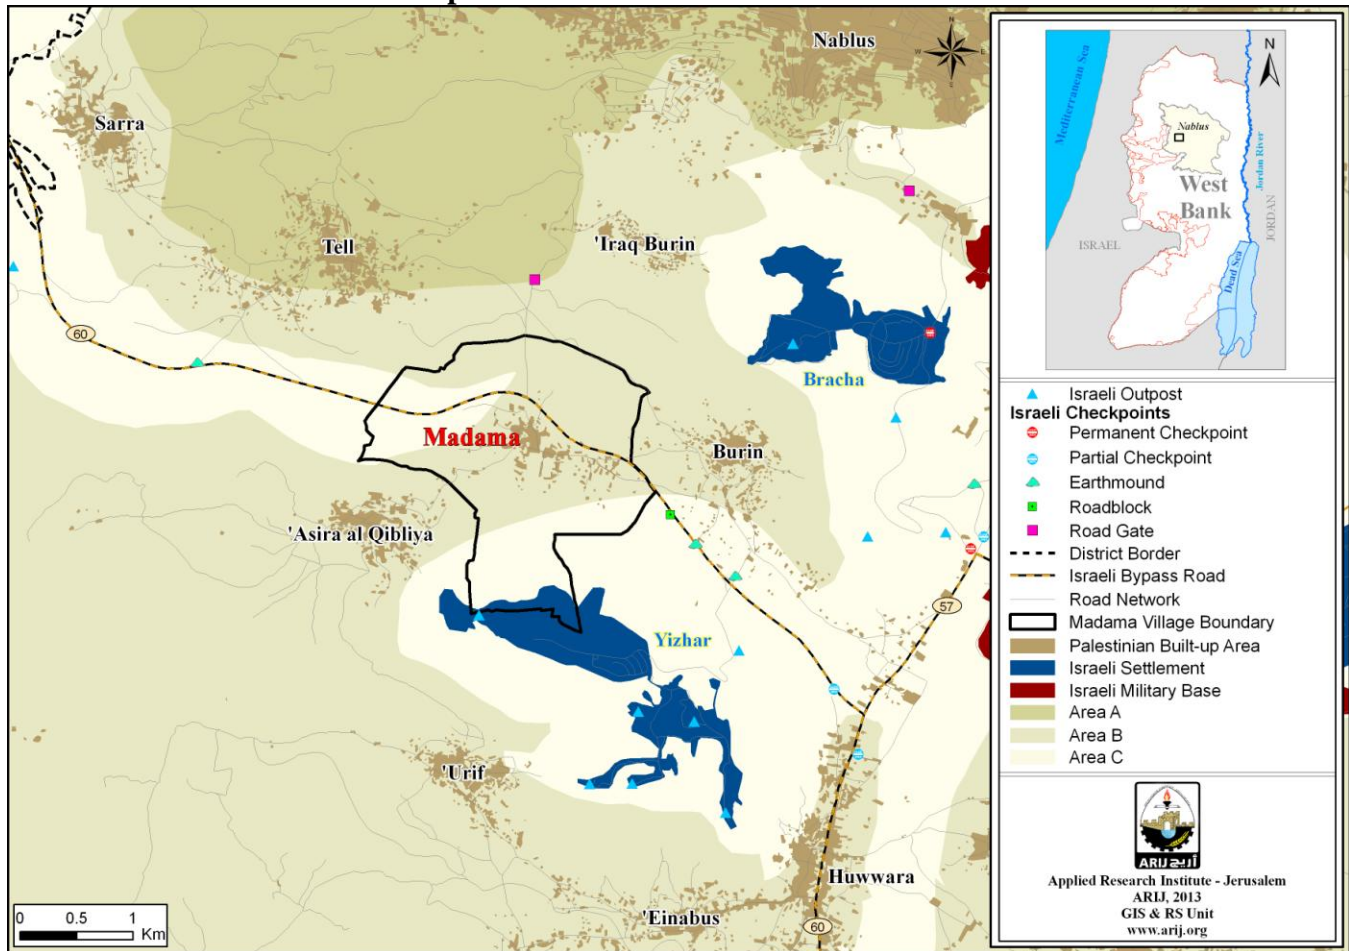 Nablus
N
W
E
S
Sarra
Tell
'Iraq Burin
60
Bracha
Madama
Burin
'Asira al Qibliya
57
Yizhar
'Urif
Huwwara
'Einabus
60
0 0.5 1
Km
N
Mediterranean Sea
Nablus
West
Bank
Jordan River
JORDAN
ISRAEL
Dead Sea
Israeli Outpost
Israeli Checkpoints
Permanent Checkpoint
Partial Checkpoint
Earthmound
Roadblock
Road Gate
District Border
Israeli Bypass Road
Road Network
Madama Village Boundary
Palestinian Built-up Area
Israeli Settlement
Israeli Military Base
Area A
Area B
Area C
ARIJ أريج
Applied Research Institute - Jerusalem
ARIJ, 2013
GIS & RS Unit
www.arij.org